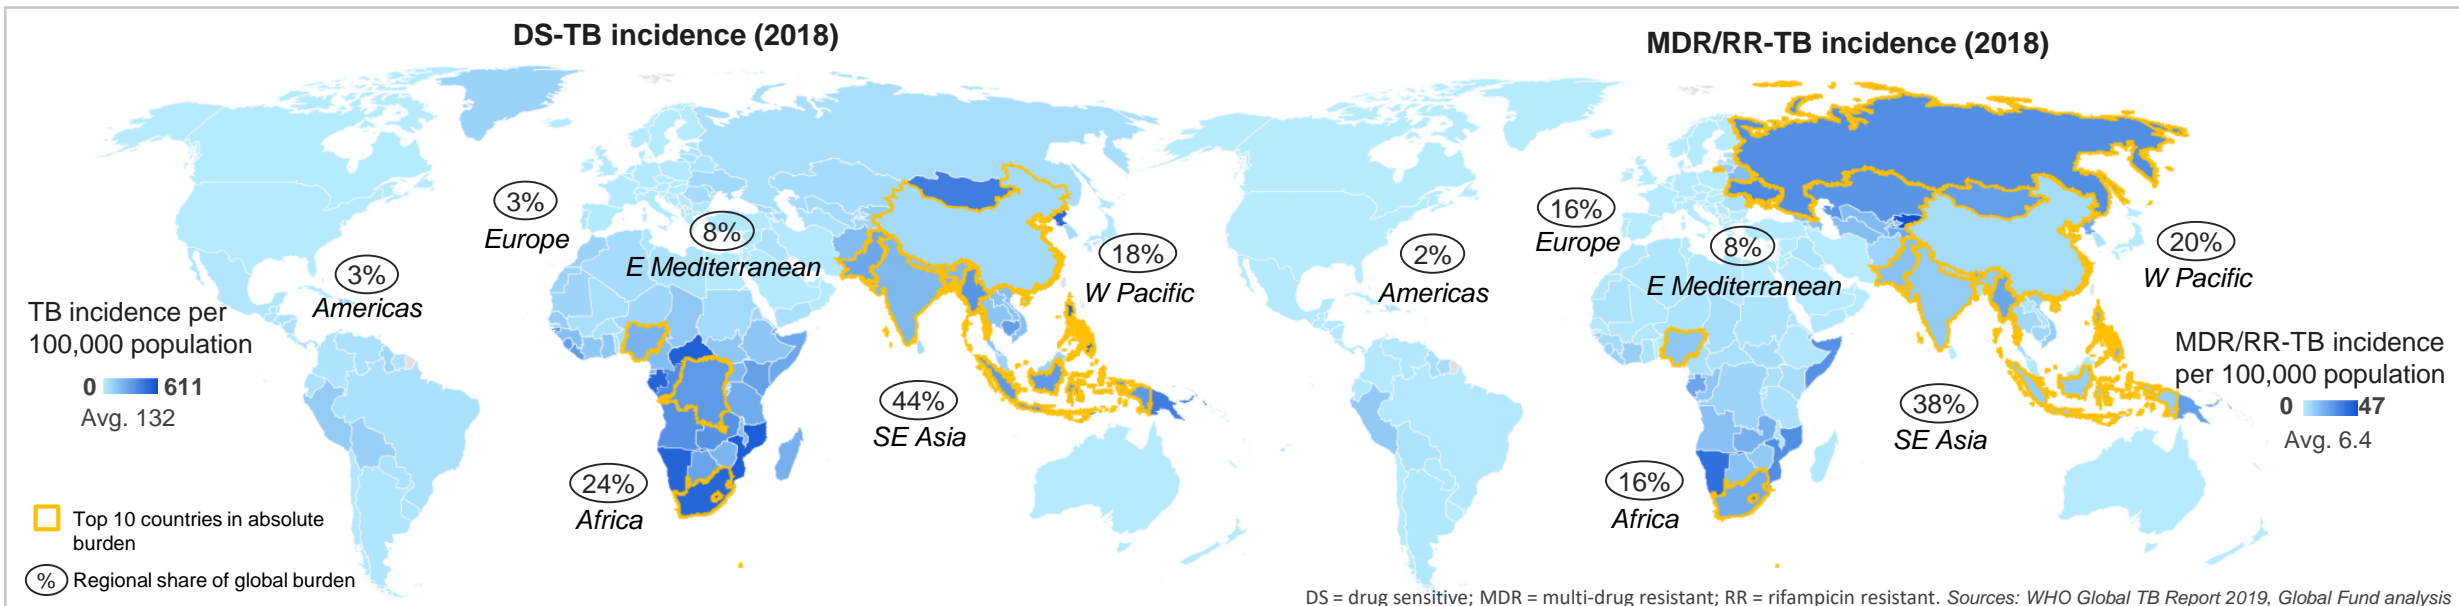 DS-TB incidence (2018)
3%
Europe
8%
E Mediterranean
18%
W Pacific
3%
Americas
TB incidence per
100,000 population
0 611
Avg. 132
44%
SE Asia
24%
Africa
Top 10 countries in absolute
burden
% Regional share of global burden
MDR/RR-TB incidence (2018)
16%
Europe
8%
E Mediterranean
20%
W Pacific
2%
Americas
MDR/RR-TB incidence
per 100,000 population
0 47
Avg. 6.4
38%
SE Asia
16%
Africa
DS = drug sensitive; MDR = multi-drug resistant; RR = rifampicin resistant. Sources: WHO Global TB Report 2019, Global Fund analysis